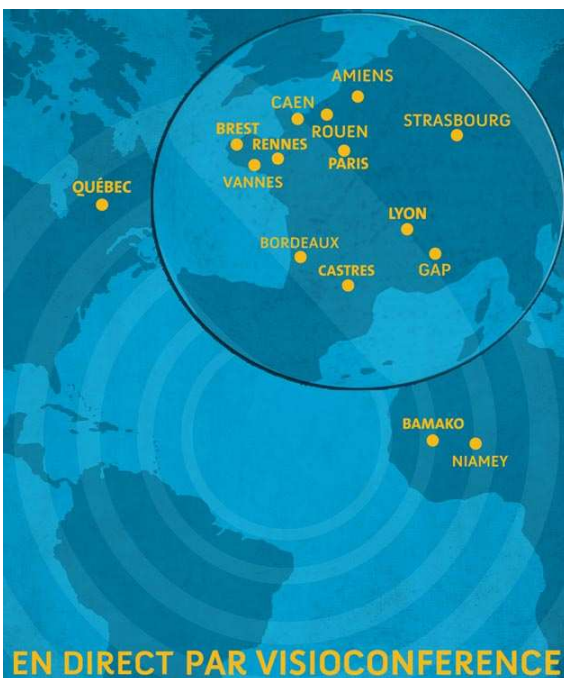 AMIENS
CAEN
ROUEN
STRASBOURG
BREST
RENNES
PARIS
VANNES
QUÉBEC
LYON
BORDEAUX
GAP
CASTRES
BAMAKO
NIAMEY
EN DIRECT PAR VISIOCONFERENCE